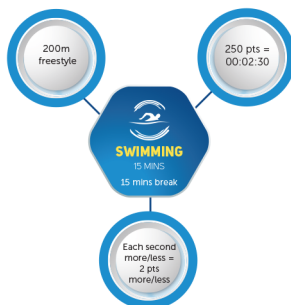 200m
freestyle
250 pts =
00:02:30
SWIMMING
15 MINS
15 mins break
Each second
more/less =
2 pts
more/less